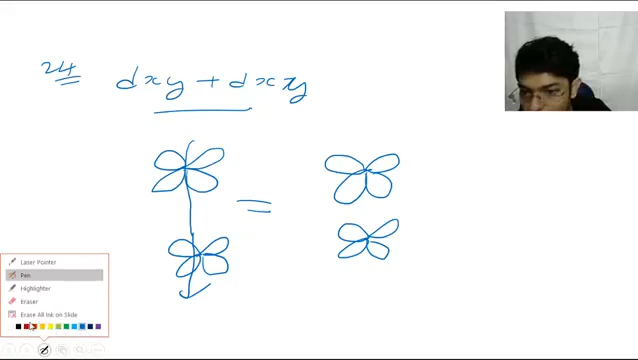 24 dxy + dxy
=
Laser Pointer
Pen
Highlighter
Eraser
Erase All Ink on Slide